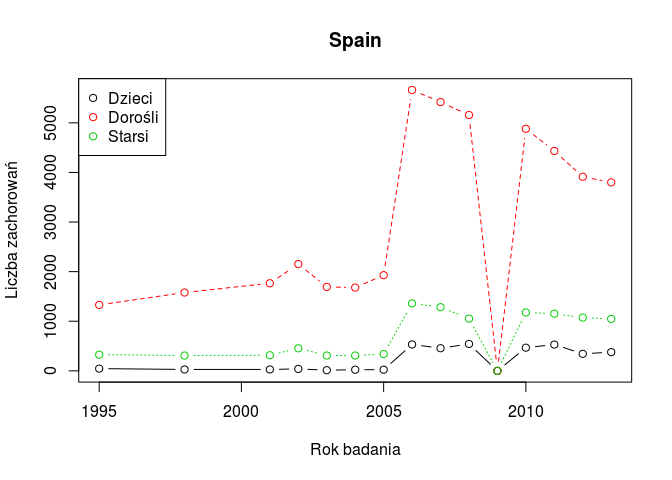 Spain
Dzieci
Dorośli
Starsi
Liczba zachorowań
5000
4000
3000
2000
1000
0
1995 2000 2005 2010
Rok badania